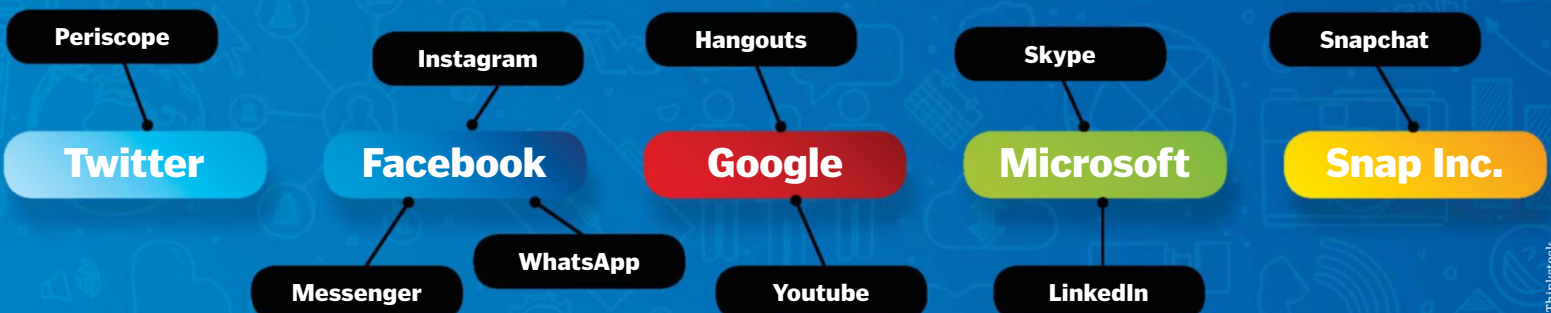 Periscope
Instagram
Hangouts
Skype
Snapchat
Twitter
Facebook
Google
Microsoft
Snap Inc.
Messenger
WhatsApp
Youtube
LinkedIn
Thinkstock